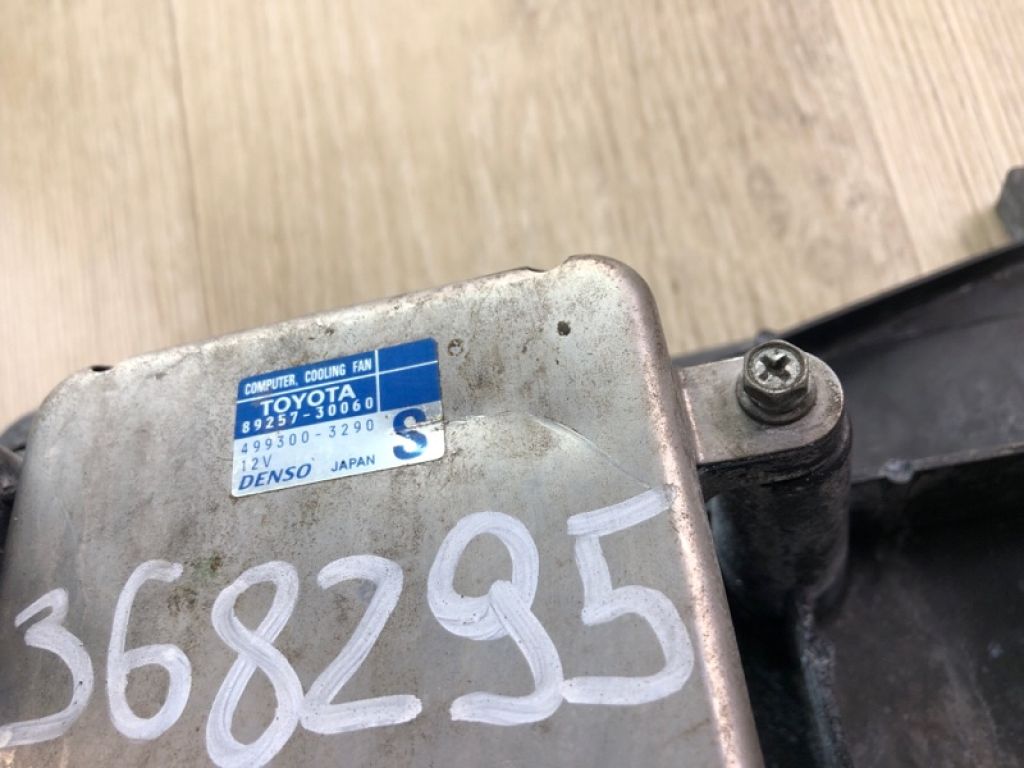 COMPUTER, COOLING FAN
TOYOTA
89257-30060
499300-3290
12V
S
DENSO JAPAN
368295